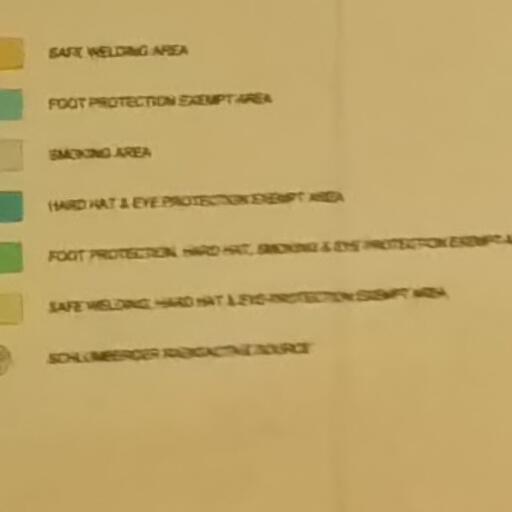 SAFE WELDING AREA
FOOT PROTECTION EXEMPT AREA
SMOKING AREA
HARD HAT & EYE PROTECTION EXEMPT AREA
FOOT PROTECTION, HARD HAT, SMOKING & EYE PROTECTION EXEMPT
SAFE WELDING, HARD HAT & EYE PROTECTION EXEMPT AREA
SCHLUMBERGER RADIOACTIVE SOURCE